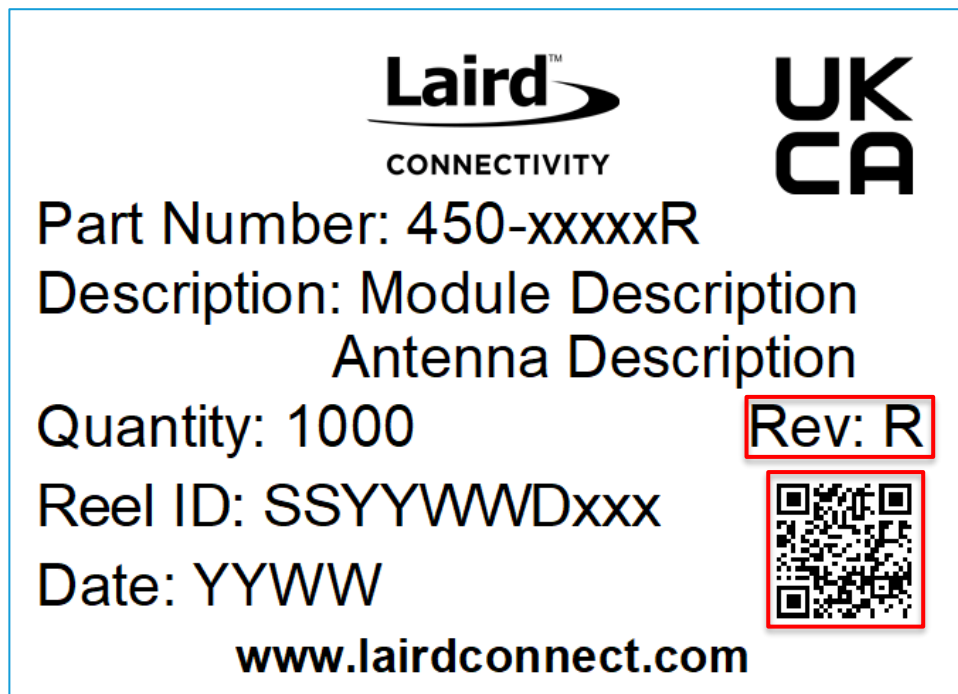 Laird™
CONNECTIVITY
UK
CA
Part Number: 450-xxxxxR
Description: Module Description
Antenna Description
Quantity: 1000
Rev: R
Reel ID: SSYYWWDxxx
Date: YYWW
www.lairdconnect.com